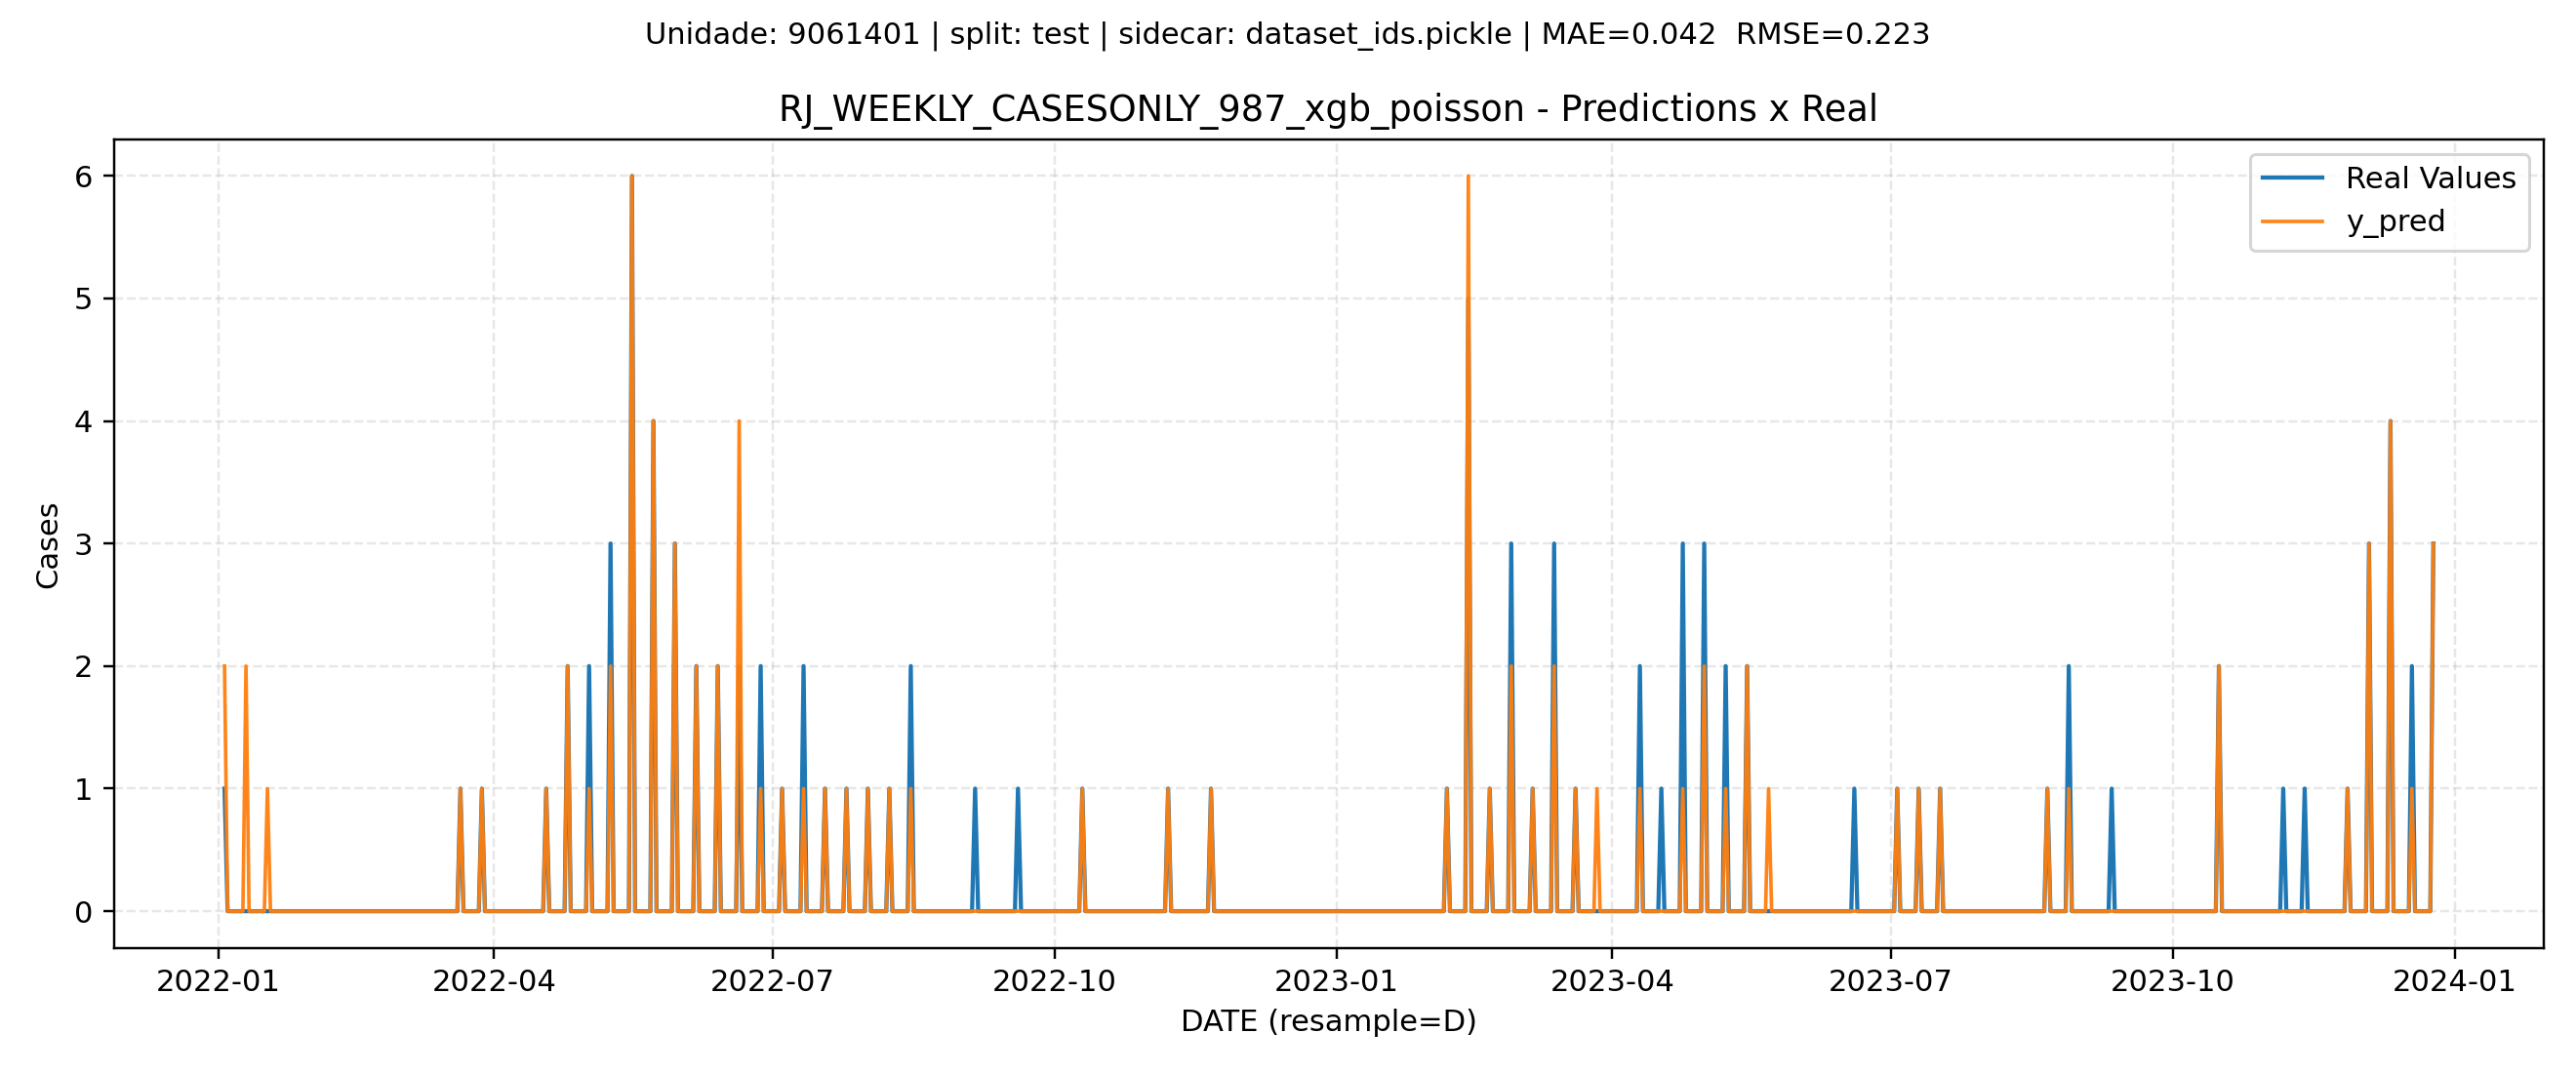 Unidade: 9061401 | split: test | sidecar: dataset_ids.pickle | MAE=0.042  RMSE=0.223
RJ_WEEKLY_CASESONLY_987_xgb_poisson - Predictions x Real
Real Values
y_pred
6
5
4
3
2
1
0
Cases
2022-01
2022-04
2022-07
2022-10
2023-01
2023-04
2023-07
2023-10
2024-01
DATE (resample=D)